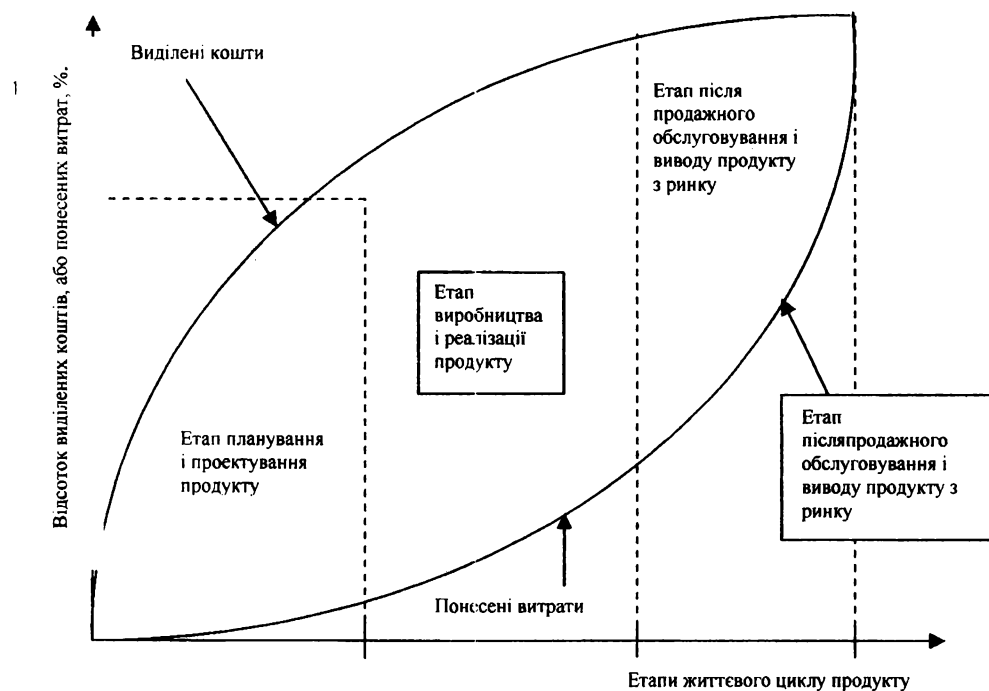 Виділені кошти
1
Відсоток виділених коштів, або понесених витрат, %.
Етап після
продажного
обслуговування і
виводу продукту
з ринку
Етап
виробництва
і реалізації
продукту
Етап планування
і проектування
продукту
Етап
післяпродажного
обслуговування і
виводу продукту з
ринку
Понесені витрати
Етапи життєвого циклу продукту